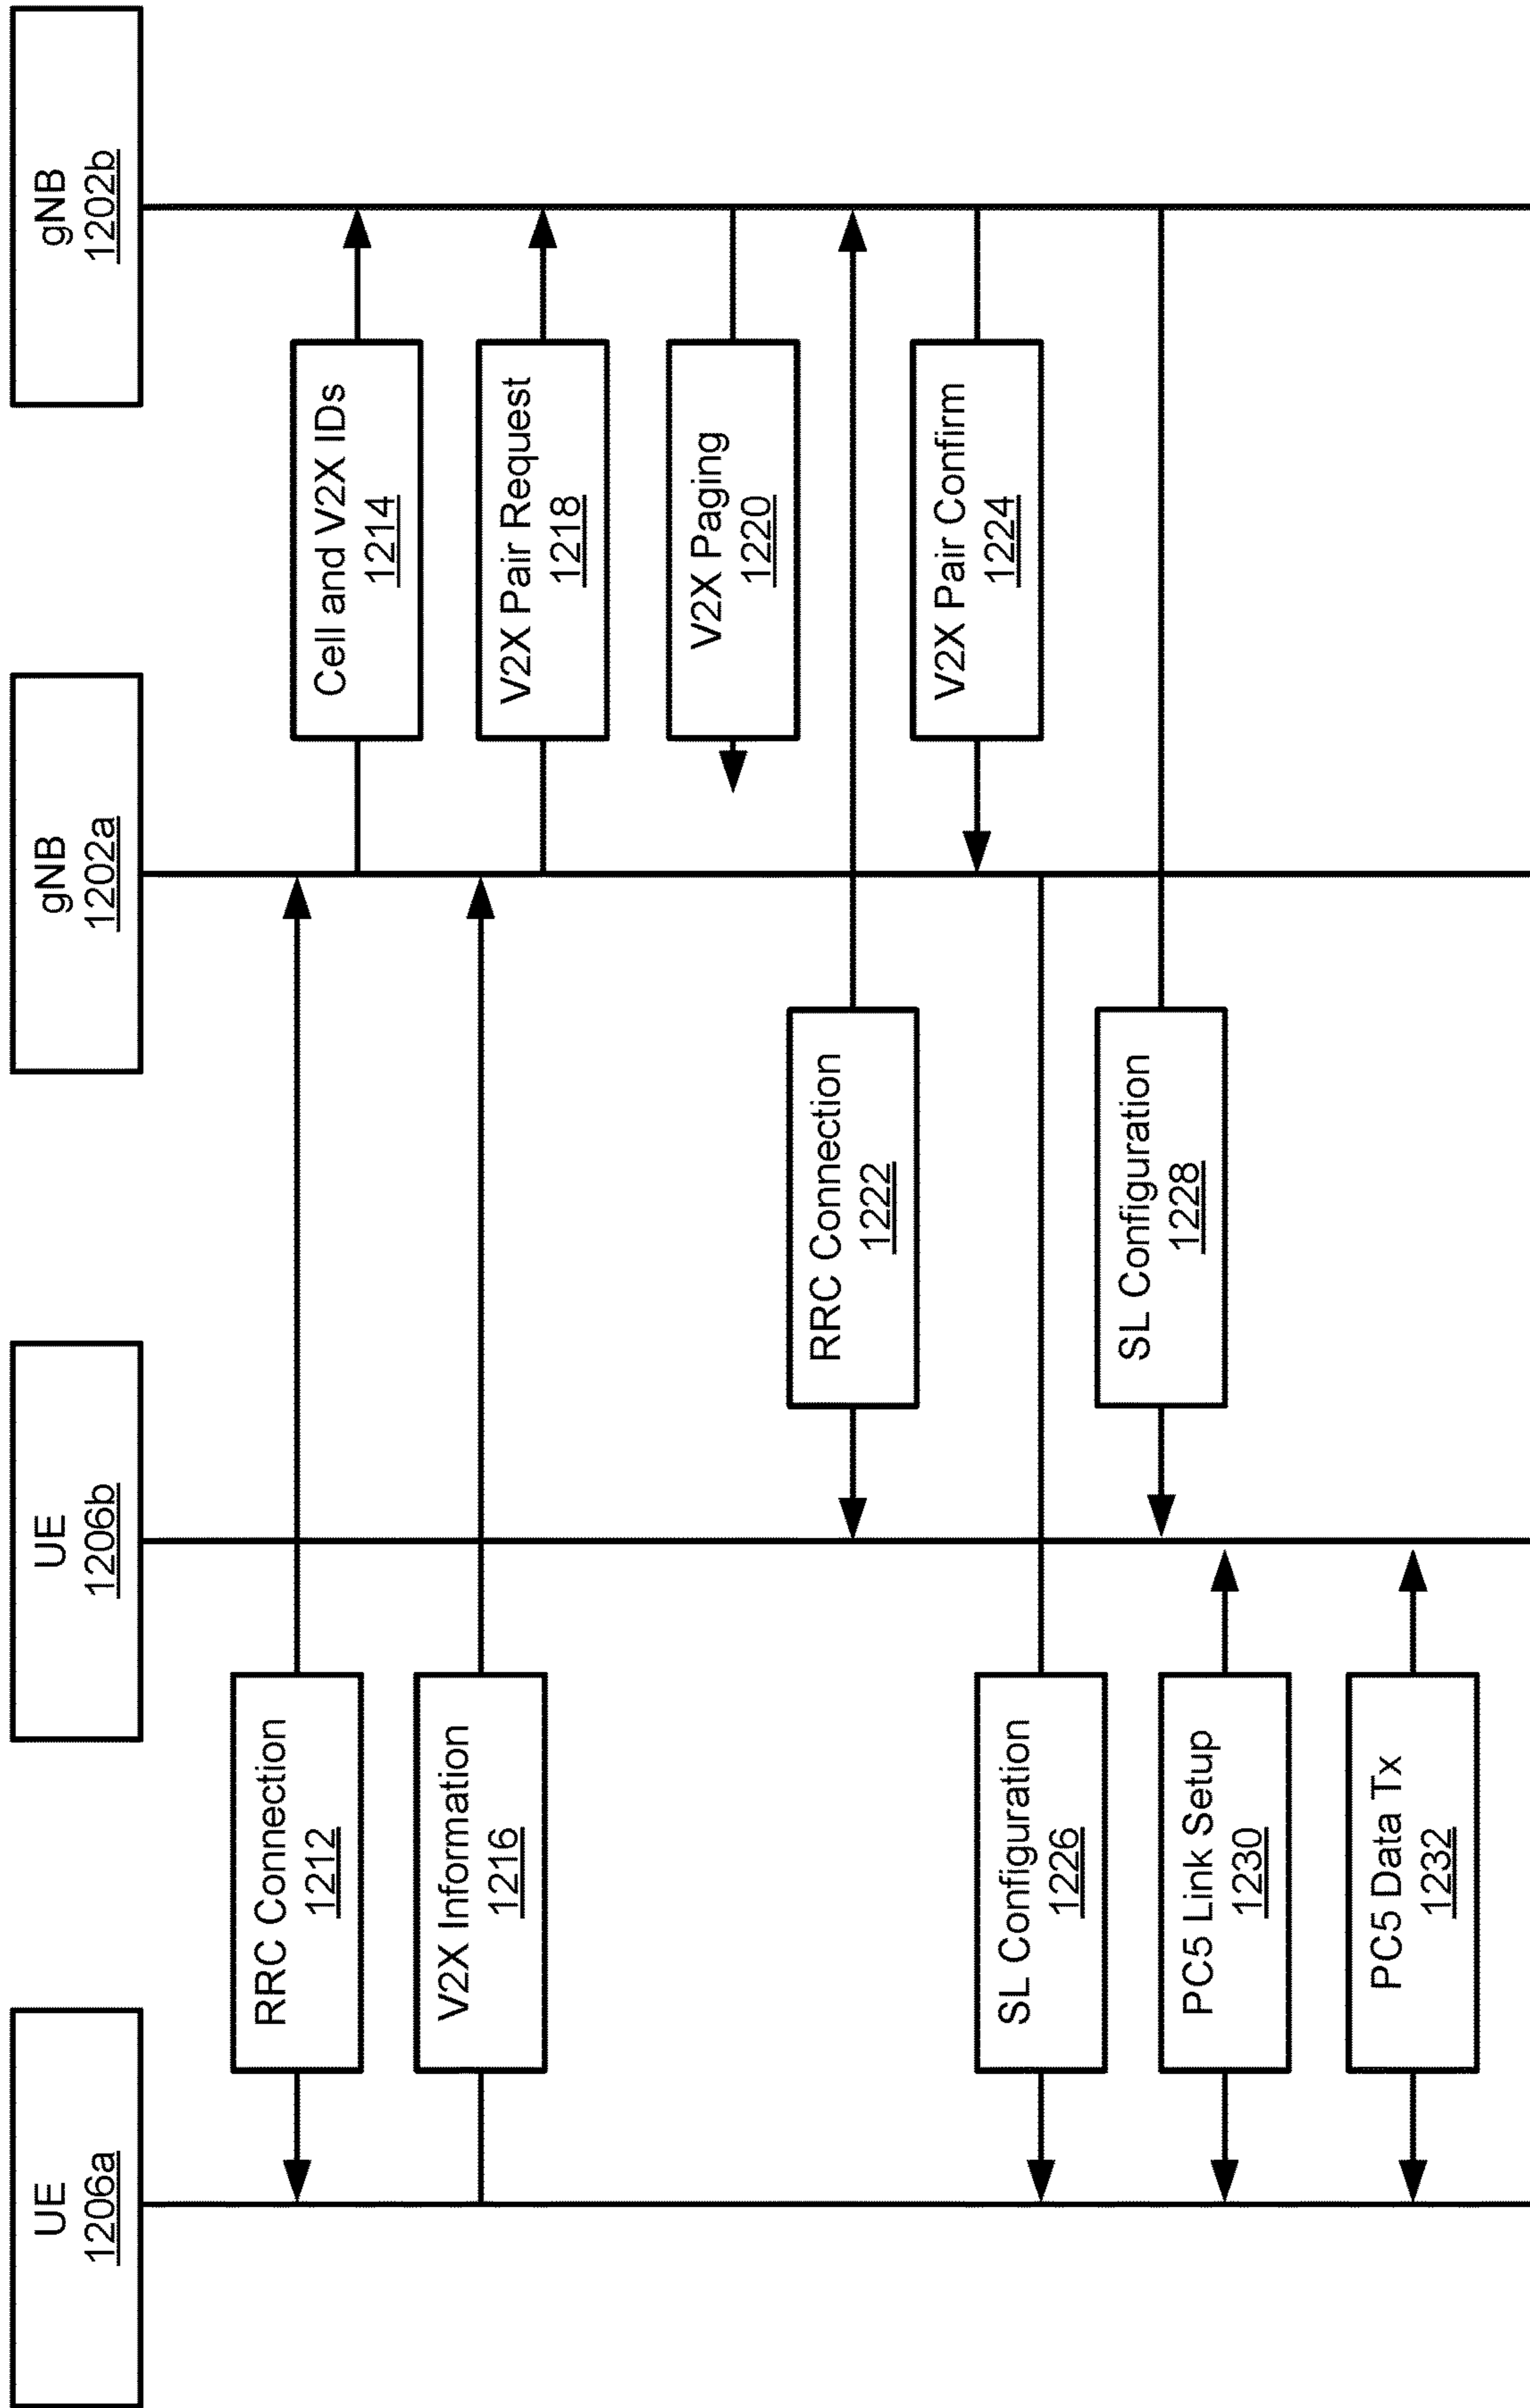 UE
1206a
UE
1206b
gNB
1202a
gNB
1202b
RRC Connection
1212
Cell and V2X IDs
1214
V2X Information
1216
V2X Pair Request
1218
V2X Paging
1220
RRC Connection
1222
V2X Pair Confirm
1224
SL Configuration
1226
SL Configuration
1228
PC5 Link Setup
1230
PC5 Data Tx
1232